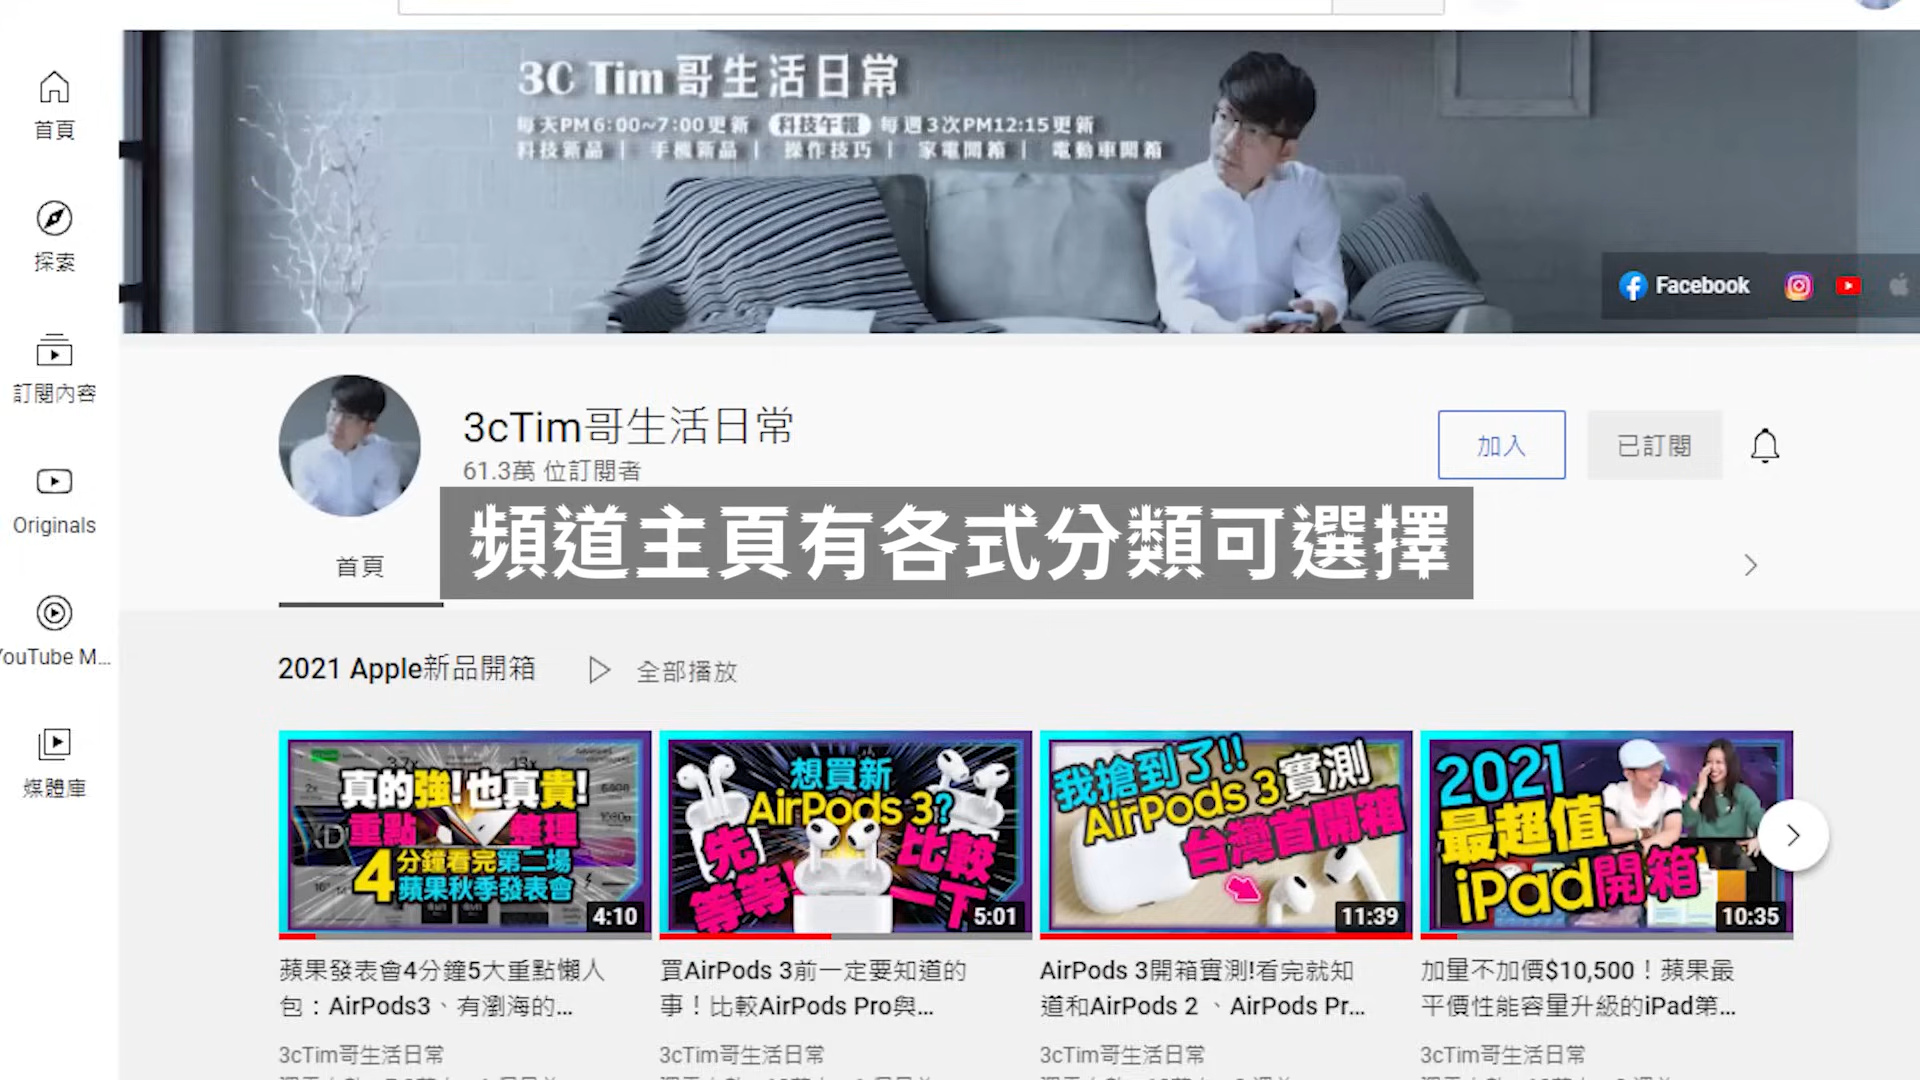 3C Tim哥生活日常
每天PM6:00~7:00更新 科技午報 每週3次PM12:15更新
科技新品 | 手機新品 | 操作技巧 | 家電開箱 | 電動車開箱
Facebook
首頁
探索
訂閱內容
Originals
YouTube M...
媒體庫
3cTim哥生活日常
61.3萬 位訂閱者
加入
已訂閱
頻道主頁有各式分類可選擇
首頁
2021 Apple新品開箱
全部播放
真的強!也真貴!
重點 整理
4分鐘看完第二場
蘋果秋季發表會
4:10
想買新
AirPods 3?
先等等!
比較一下
5:01
我搶到了!!
AirPods 3實測
台灣首開箱
11:39
2021
最超值
iPad開箱
10:35
蘋果發表會4分鐘5大重點懶人
包：AirPods3、有瀏海的...
買AirPods 3前一定要知道的
事！比較AirPods Pro與...
AirPods 3開箱實測!看完就知
道和AirPods 2 、AirPods Pr...
加量不加價$10,500！蘋果最
平價性能容量升級的iPad第...
3cTim哥生活日常
3cTim哥生活日常
3cTim哥生活日常
3cTim哥生活日常